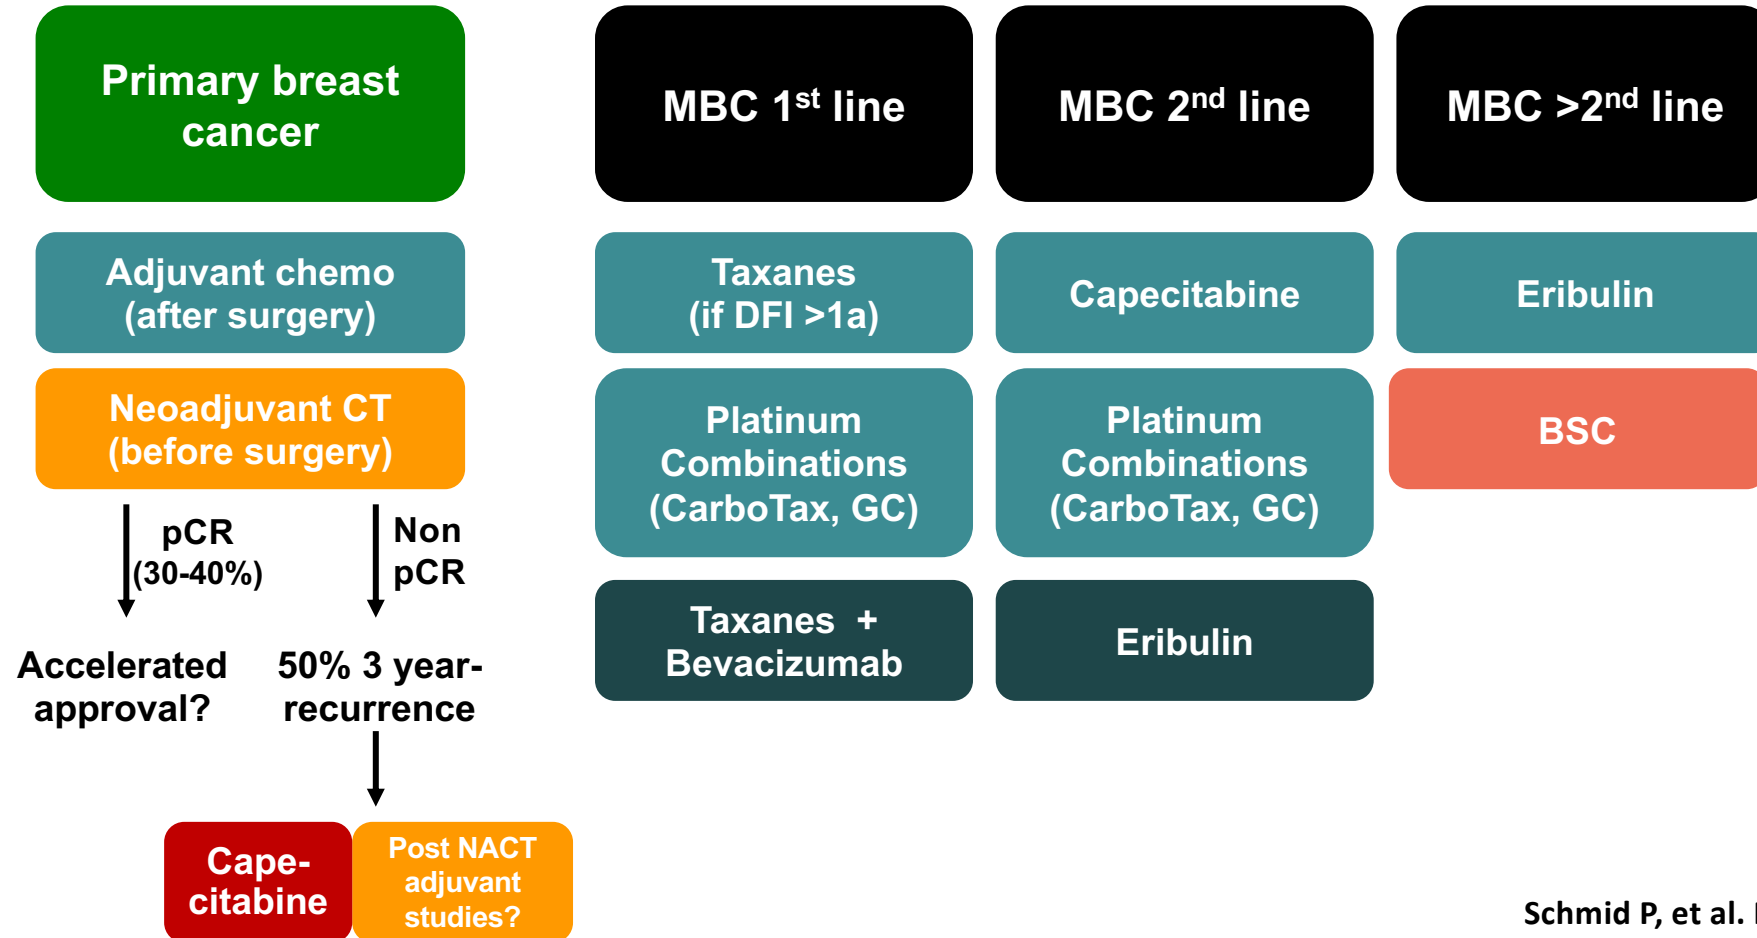 Primary breast
cancer
MBC 1st line
MBC 2nd line
MBC >2nd line
Adjuvant chemo
(after surgery)
Taxanes
(if DFI >1a)
Capecitabine
Eribulin
Neoadjuvant CT
(before surgery)
Platinum
Combinations
(CarboTax, GC)
Platinum
Combinations
(CarboTax, GC)
BSC
pCR
(30-40%)
Non
pCR
Taxanes +
Bevacizumab
Eribulin
Accelerated
approval?
50% 3 year-
recurrence
Cape-
citabine
Post NACT
adjuvant
studies?
Schmid P, et al.